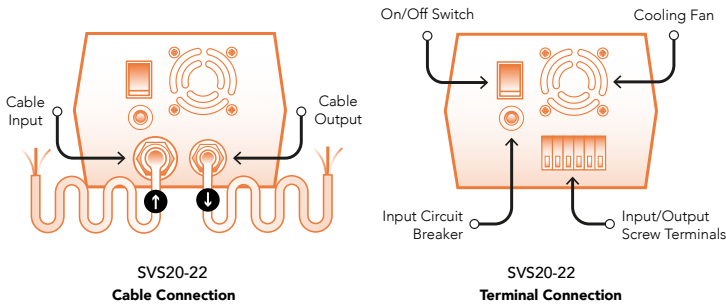 On/Off Switch
Cooling Fan
Cable
Input
Cable
Output
Input Circuit
Breaker
Input/Output
Screw Terminals
SVS20-22
Cable Connection
SVS20-22
Terminal Connection